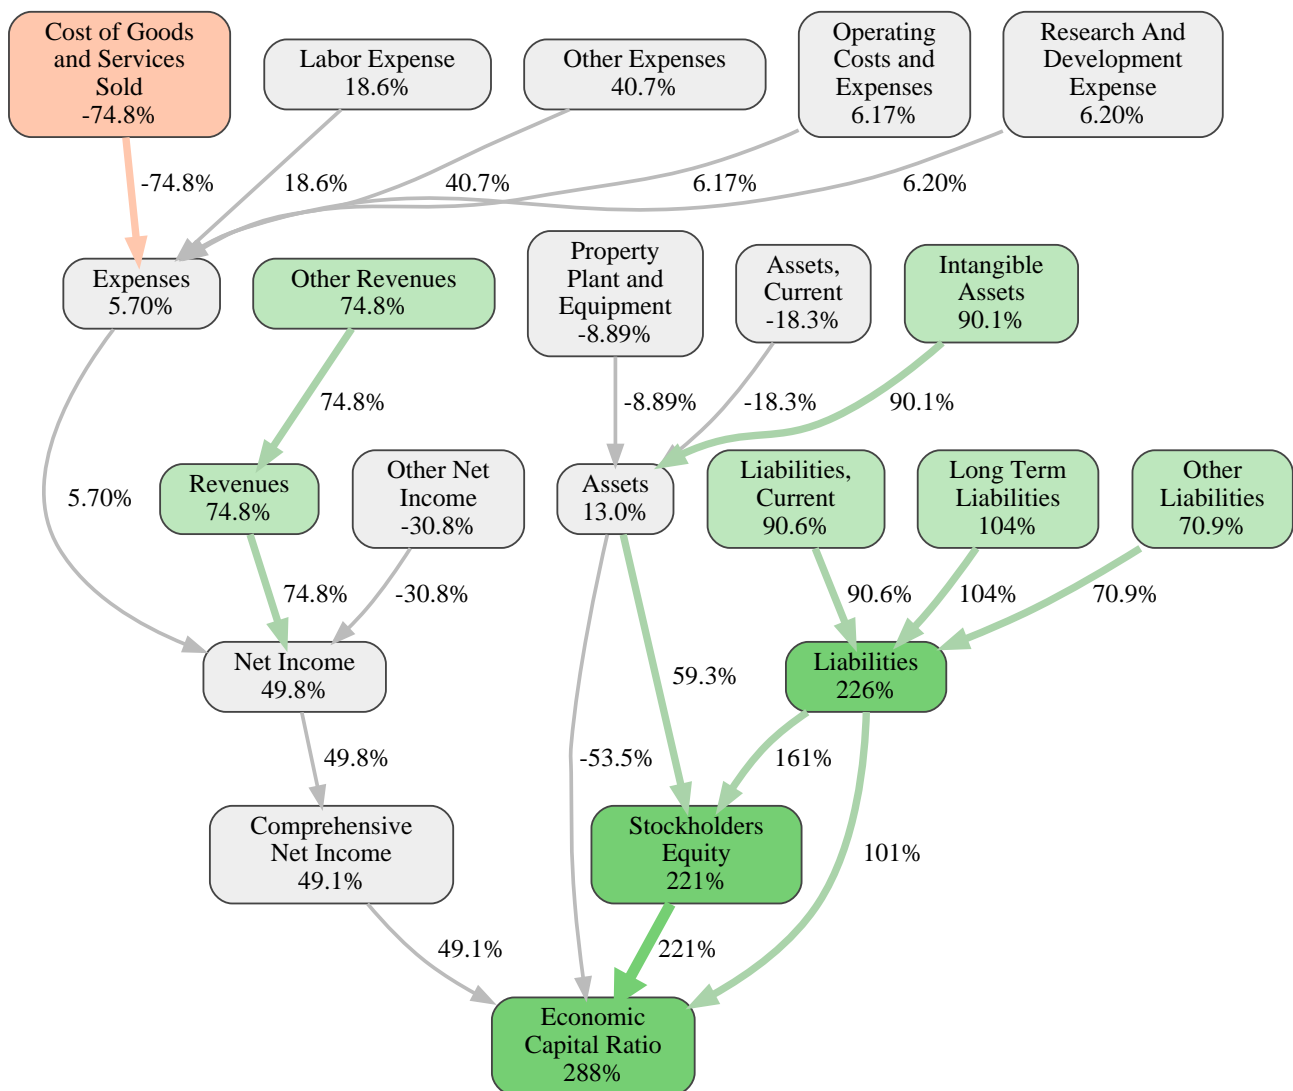 Cost of Goods
and Services
Sold
-74.8%
Labor Expense
18.6%
Other Expenses
40.7%
Operating
Costs and
Expenses
6.17%
Research And
Development
Expense
6.20%
-74.8%
18.6%
40.7%
6.17%
6.20%
Expenses
5.70%
Other Revenues
74.8%
Property
Plant and
Equipment
-8.89%
Assets,
Current
-18.3%
Intangible
Assets
90.1%
74.8%
-8.89%
-18.3%
90.1%
5.70%
Revenues
74.8%
Other Net
Income
-30.8%
Assets
13.0%
Liabilities,
Current
90.6%
Long Term
Liabilities
104%
Other
Liabilities
70.9%
74.8%
-30.8%
90.6%
104%
70.9%
Net Income
49.8%
59.3%
Liabilities
226%
49.8%
-53.5%
161%
Comprehensive
Net Income
49.1%
Stockholders
Equity
221%
101%
49.1%
221%
Economic
Capital Ratio
288%